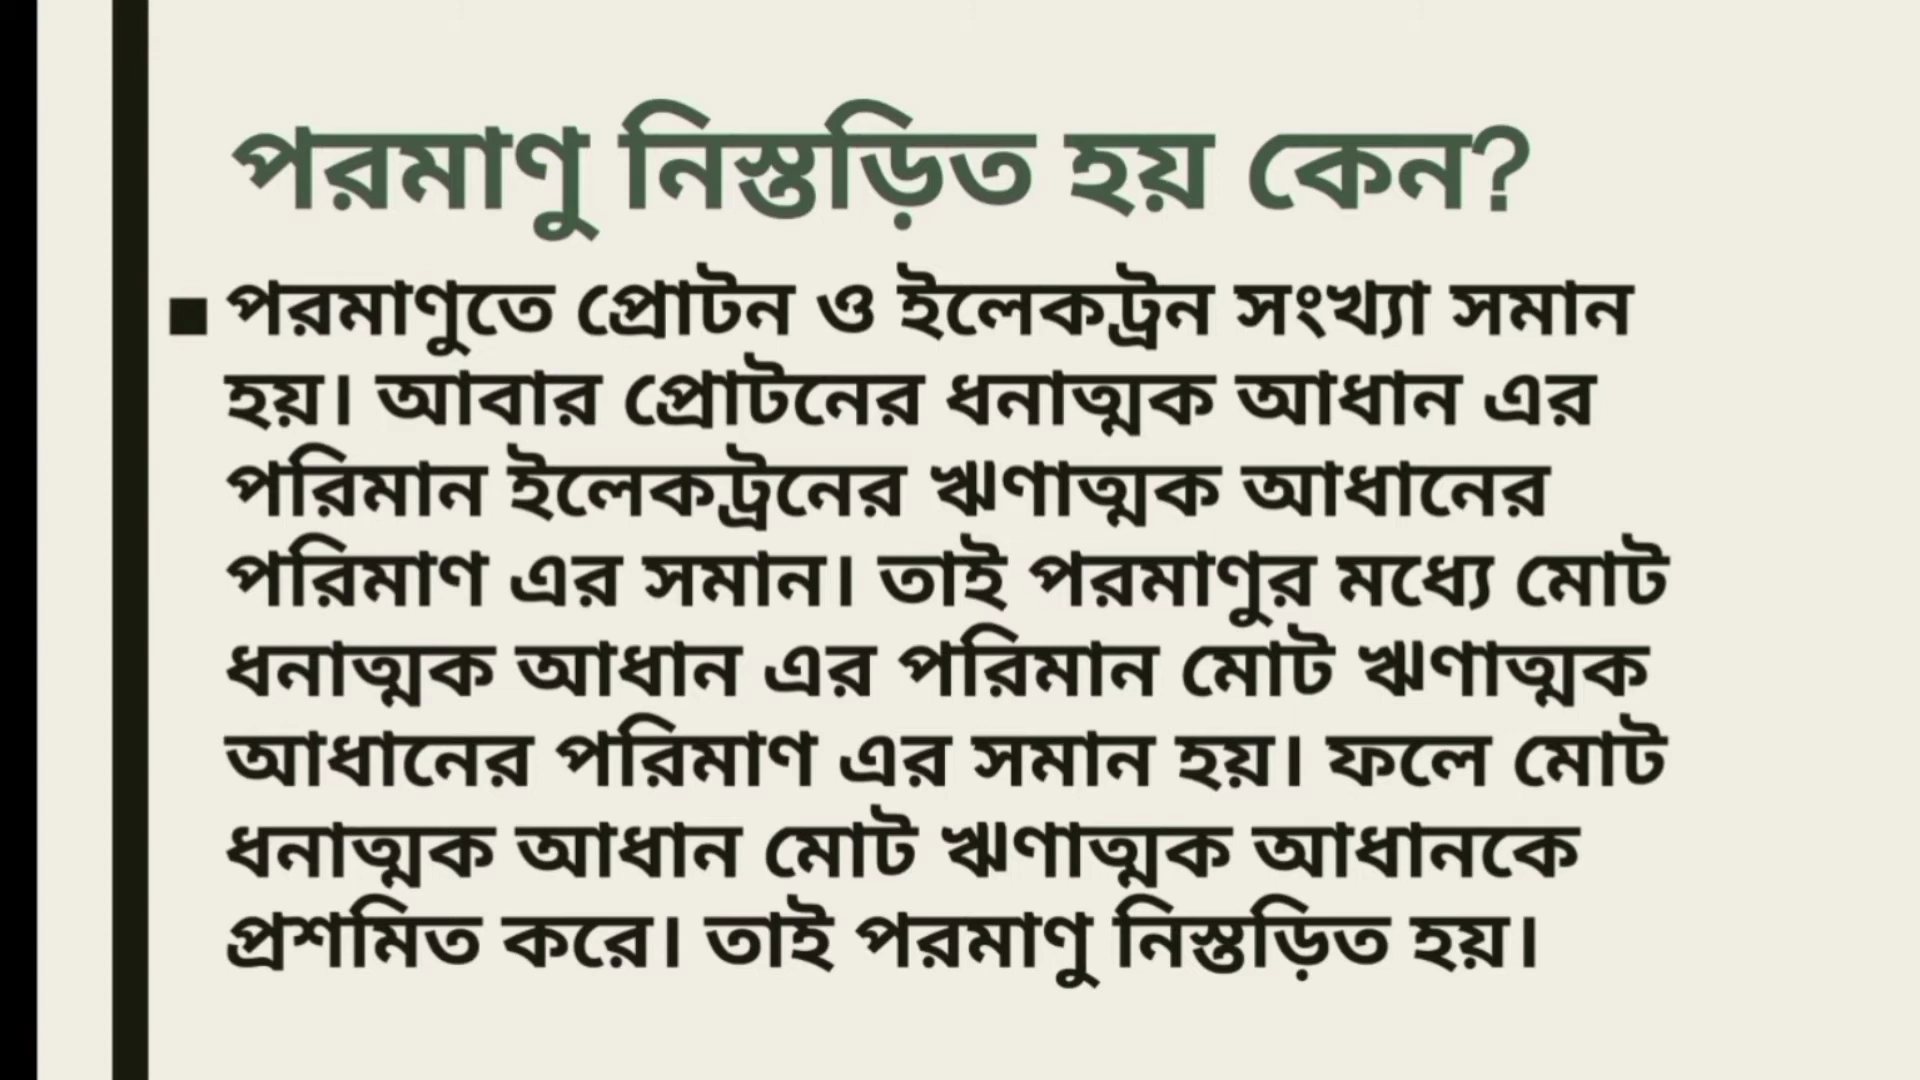 পরমাণু নিস্তড়িত হয় কেন?
■ পরমাণুতে প্রোটন ও ইলেকট্রন সংখ্যা সমান
হয়। আবার প্রোটনের ধনাত্মক আধান এর
পরিমান ইলেকট্রনের ঋণাত্মক আধানের
পরিমাণ এর সমান। তাই পরমাণুর মধ্যে মোট
ধনাত্মক আধান এর পরিমান মোট ঋণাত্মক
আধানের পরিমাণ এর সমান হয়। ফলে মোট
ধনাত্মক আধান মোট ঋণাত্মক আধানকে
প্রশমিত করে। তাই পরমাণু নিস্তড়িত হয়।